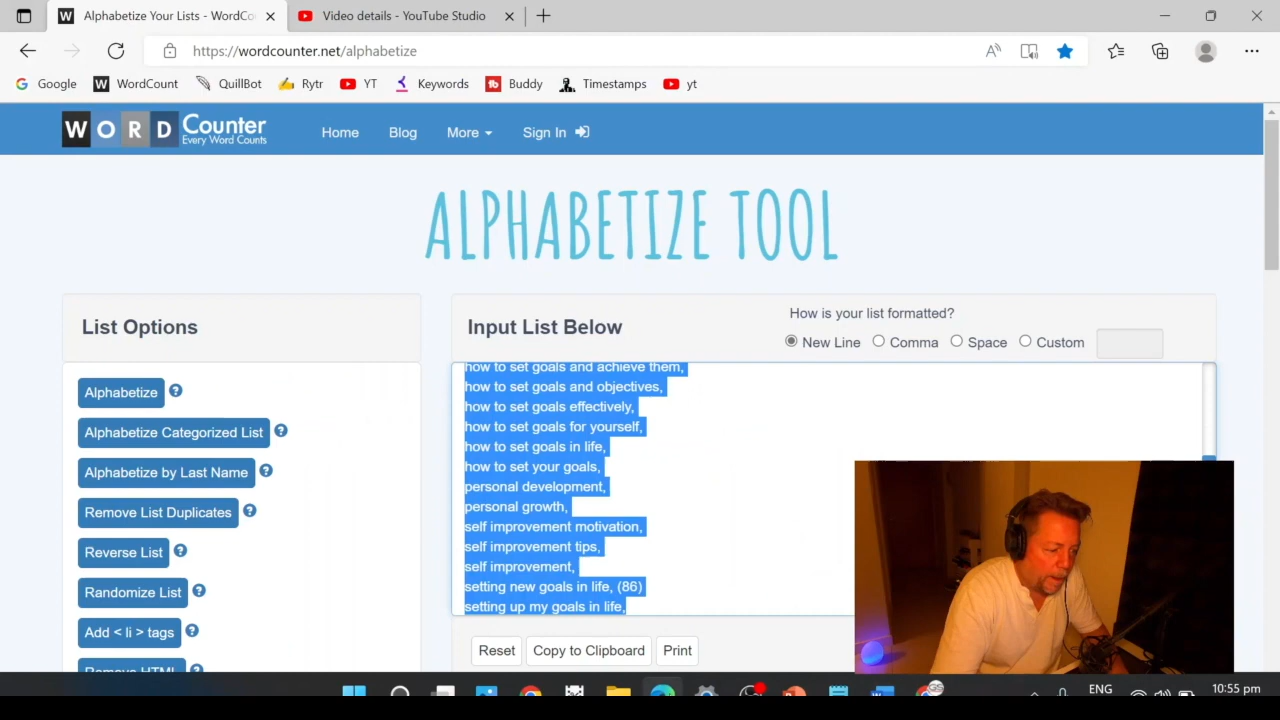 Alphabetize Your Lists - WordCo
Video details - YouTube Studio
https://wordcounter.net/alphabetize
Google
WordCount
QuillBot
Rytr
YT
Keywords
tb
Buddy
Timestamps
yt
WORD Counter
Every Word Counts
Home
Blog
More
Sign In
ALPHABETIZE TOOL
List Options
Input List Below
How is your list formatted?
New Line
Comma
Space
Custom
Alphabetize
Alphabetize Categorized List
Alphabetize by Last Name
Remove List Duplicates
Reverse List
Randomize List
Add < li > tags
Remove HTML
how to set goals and achieve them,
how to set goals and objectives,
how to set goals effectively,
how to set goals for yourself,
how to set goals in life,
how to set your goals,
personal development,
personal growth,
self improvement motivation,
self improvement tips,
self improvement,
setting new goals in life, (86)
setting up my goals in life,
Reset
Copy to Clipboard
Print
GS
ENG
10:55 pm